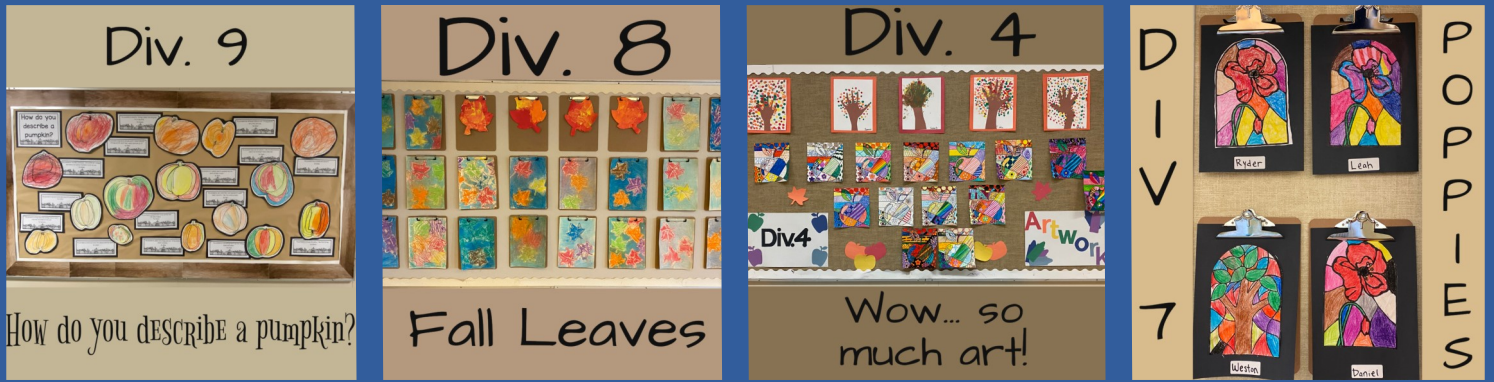 Div. 9
How do you
describe a
pumpkin?
How do you dESCRIBE a pumpkin?
Div. 8
Fall Leaves
Div. 4
Div.4
Artwork
Wow... so
much art!
DIV 7
POPPIES
Ryder
Leah
Weston
Daniel